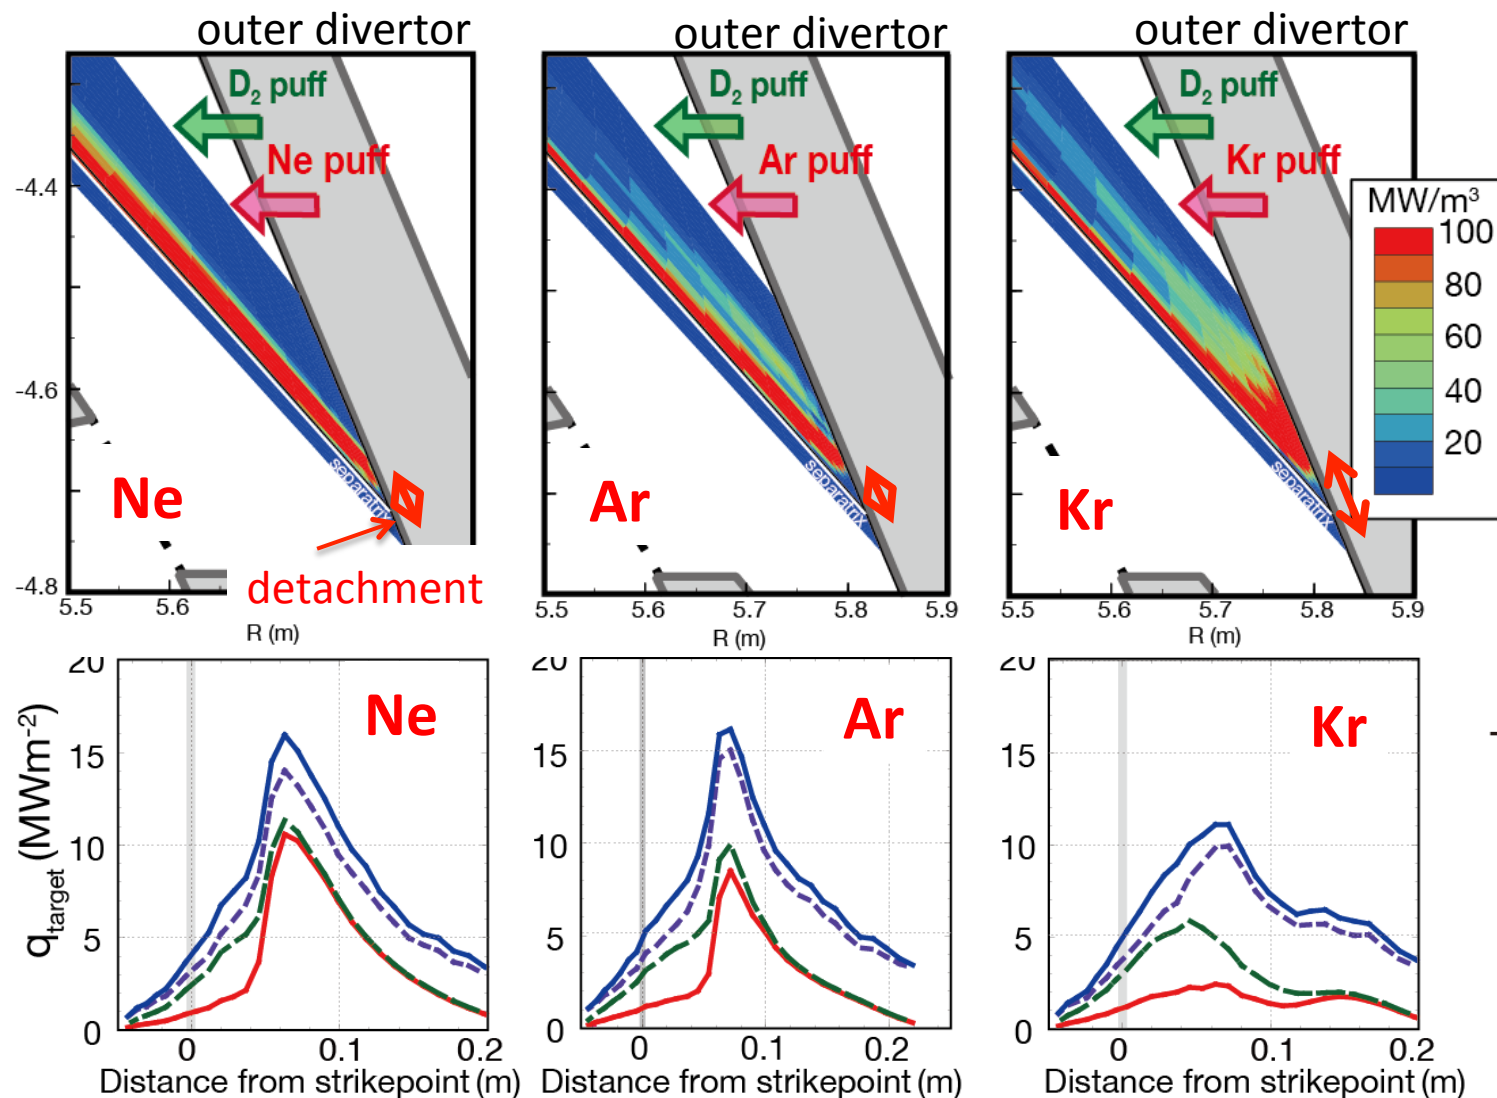 outer divertor
outer divertor
outer divertor
D₂ puff
D₂ puff
D₂ puff
Ne puff
Ar puff
Kr puff
MW/m³
100
80
60
40
20
-4.4
-4.6
-4.8
separatrix
separatrix
separatrix
Ne
Ar
Kr
detachment
5.5 5.6
5.5 5.6 5.7 5.8 5.9
5.5 5.6 5.7 5.8 5.9
R (m)
R (m)
R (m)
q_target (MWm⁻²)
20
15
10
5
0
Ne
0 0.1 0.2
Distance from strikepoint (m)
20
15
10
5
0
Ar
0 0.1 0.2
Distance from strikepoint (m)
20
15
10
5
0
Kr
0 0.1 0.2
Distance from strikepoint (m)